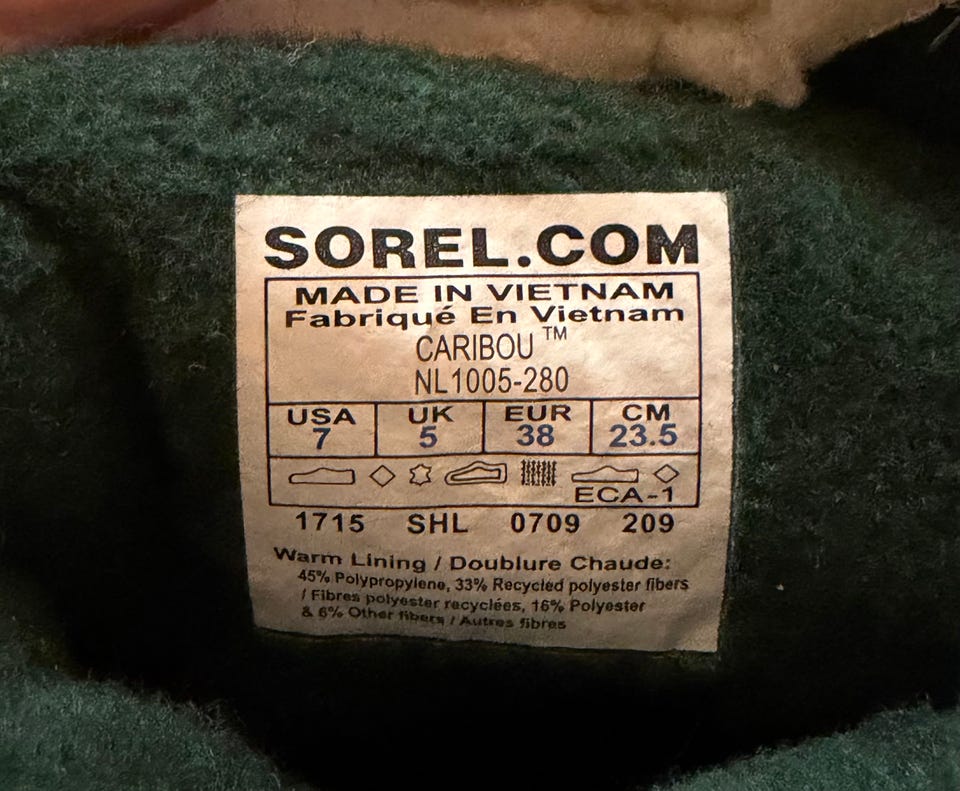 SOREL.COM
MADE IN VIETNAM
Fabriqué En Vietnam
CARIBOU™
NL1005-280
USA UK EUR CM
7 5 38 23.5
ECA-1
1715 SHL 0709 209
Warm Lining / Doublure Chaude:
45% Polypropylene, 33% Recycled polyester fibers
/ Fibres polyester recyclées, 16% Polyester
& 6% Other fibers / Autres fibres